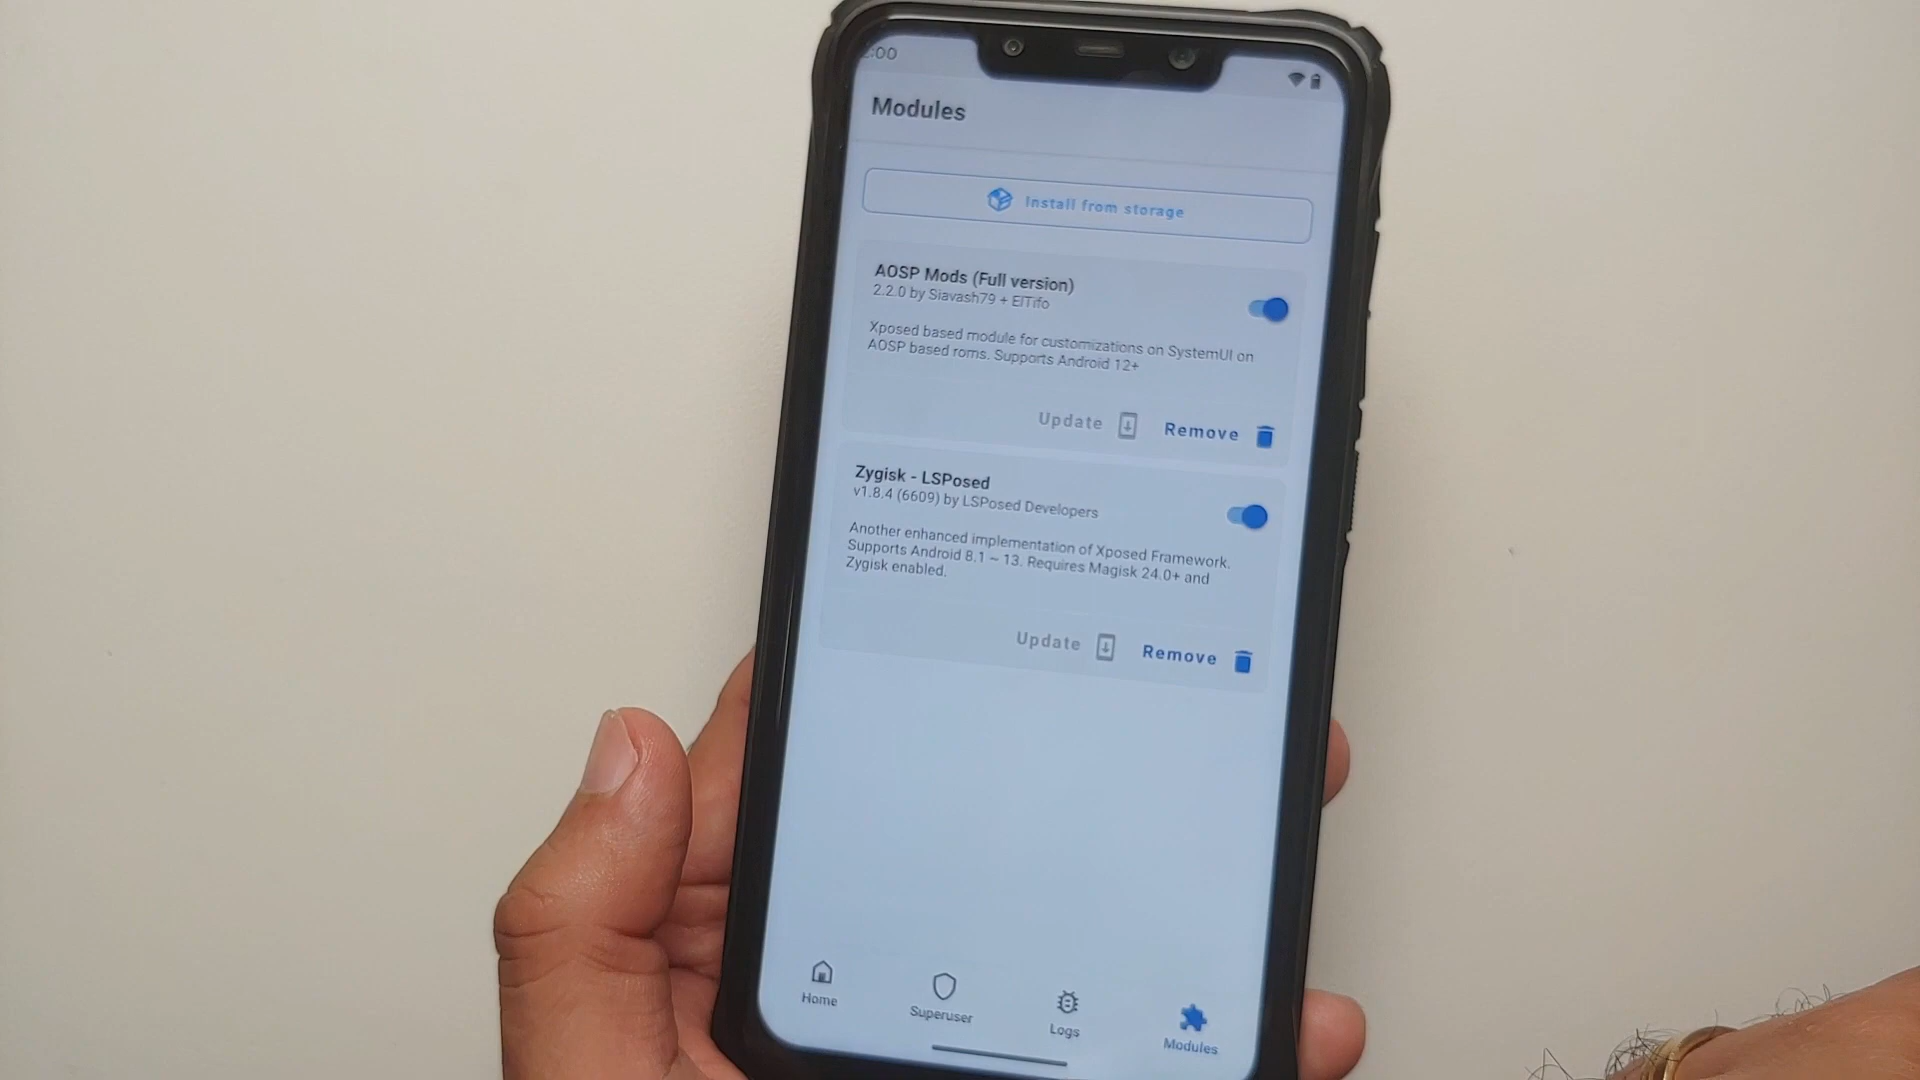 :00
Modules
Install from storage
AOSP Mods (Full version)
2.2.0 by Siavash79 + ElTifo
Xposed based module for customizations on SystemUI on
AOSP based roms. Supports Android 12+
Update
Remove
Zygisk - LSPosed
v1.8.4 (6609) by LSPosed Developers
Another enhanced implementation of Xposed Framework.
Supports Android 8.1 ~ 13. Requires Magisk 24.0+ and
Zygisk enabled.
Update
Remove
Home
Superuser
Logs
Modules